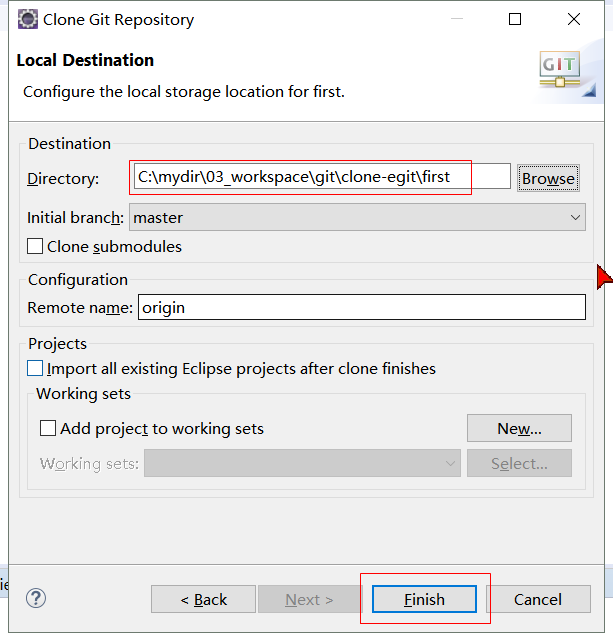 Clone Git Repository
Local Destination
Configure the local storage location for first.
GIT
Destination
Directory: C:\mydir\03_workspace\git\clone-egit\first Browse
Initial branch: master
Clone submodules
Configuration
Remote name: origin
Projects
Import all existing Eclipse projects after clone finishes
Working sets
Add project to working sets New...
Working sets: Select...
? < Back Next > Finish Cancel